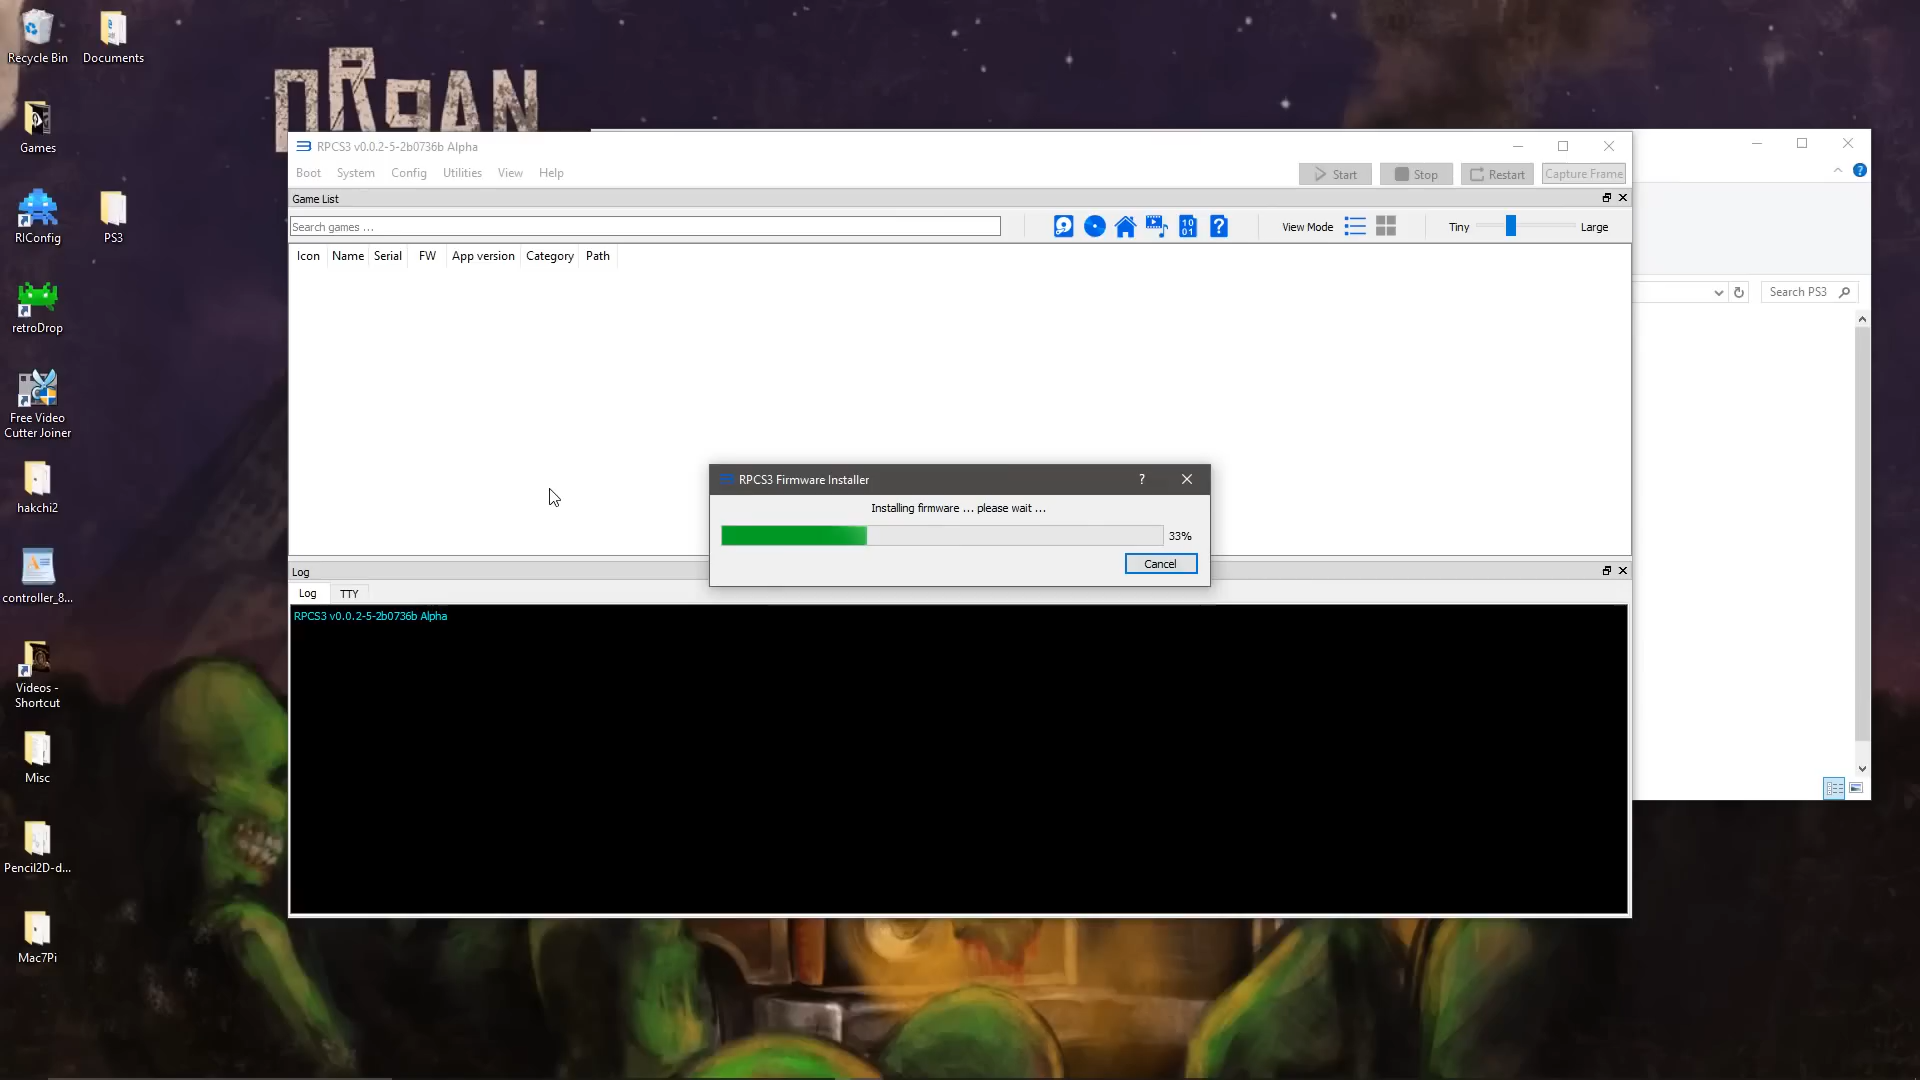 Recycle Bin
Documents
Games
RIConfig
PS3
retroDrop
Free Video
Cutter Joiner
hakchi2
controller_8...
Videos -
Shortcut
Misc
Pencil2D-d...
Mac7Pi
ORgAN
RPCS3 v0.0.2-5-2b0736b Alpha
Boot System Config Utilities View Help
Start Stop Restart Capture Frame
Game List
Search games ...
View Mode
Tiny
Large
Icon Name Serial FW App version Category Path
Search PS3
RPCS3 Firmware Installer
Installing firmware ... please wait ...
33%
Cancel
Log
Log TTY
RPCS3 v0.0.2-5-2b0736b Alpha